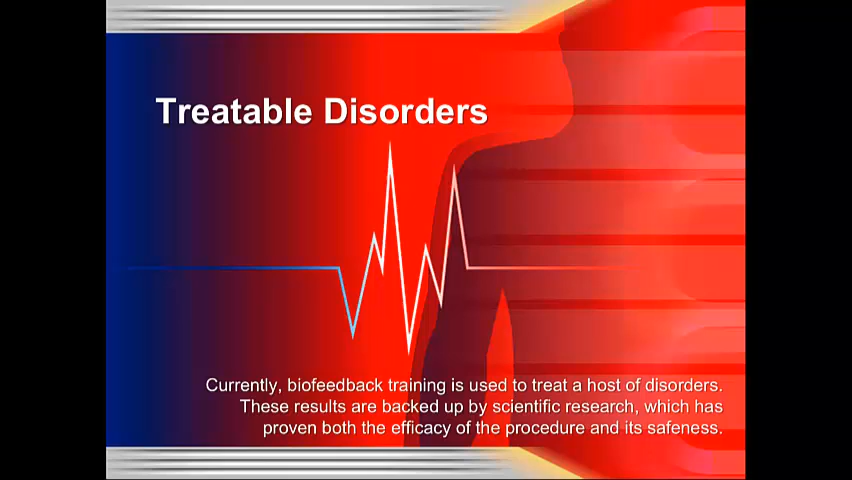 Treatable Disorders
Currently, biofeedback training is used to treat a host of disorders.
These results are backed up by scientific research, which has
proven both the efficacy of the procedure and its safeness.